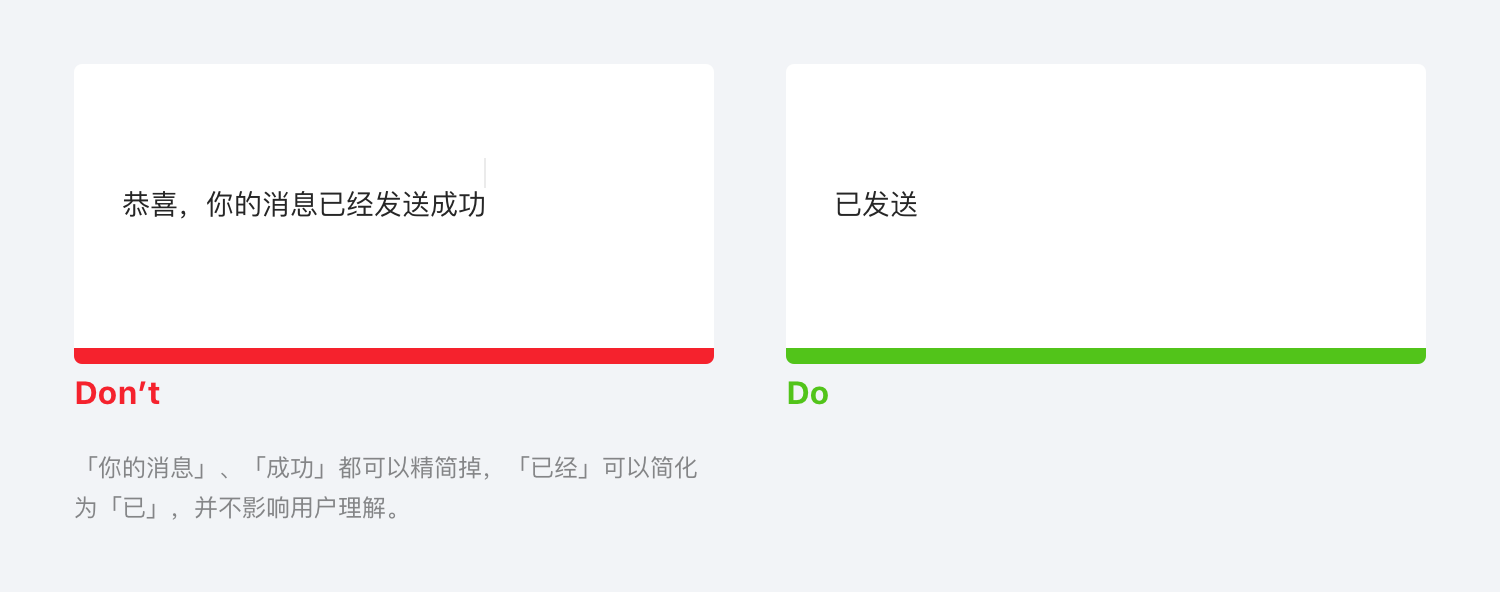 恭喜，你的消息已经发送成功
已发送
Don’t
Do
「你的消息」、「成功」都可以精简掉，「已经」可以简化
为「已」，并不影响用户理解。